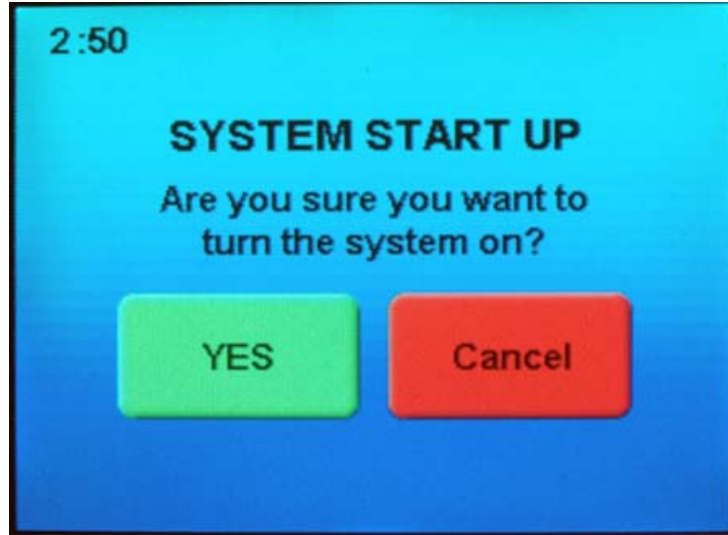 2:50
SYSTEM START UP
Are you sure you want to
turn the system on?
YES
Cancel